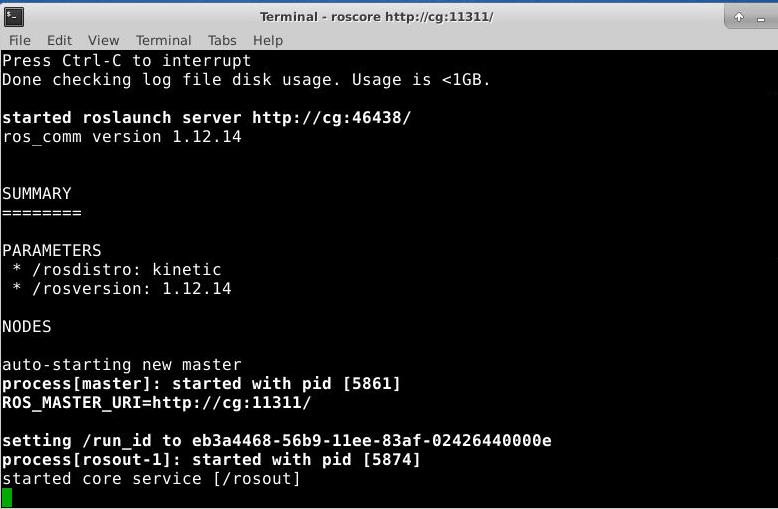 Terminal - roscore http://cg:11311/
File Edit View Terminal Tabs Help
Press Ctrl-C to interrupt
Done checking log file disk usage. Usage is <1GB.
started roslaunch server http://cg:46438/
ros_comm version 1.12.14
SUMMARY
========
PARAMETERS
* /rosdistro: kinetic
* /rosversion: 1.12.14
NODES
auto-starting new master
process[master]: started with pid [5861]
ROS_MASTER_URI=http://cg:11311/
setting /run_id to eb3a4468-56b9-11ee-83af-02426440000e
process[rosout-1]: started with pid [5874]
started core service [/rosout]